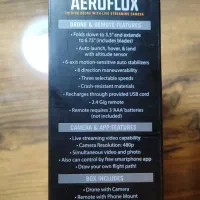 AEROFLUX
DRONE & REMOTE FEATURES
• Folds down to 5.5" and extends
to 6.75" (includes blades)
• Auto launch, hover, & land
with altitude sensor
• 6-axis motion-sensitive auto stabilizers
• 8 direction maneuverability
• Three selectable speeds
• Crash-resistant materials
• Recharges through provided USB cord
• 2.4 Gig remote
• Remote requires 3 'AAA' batteries
(not included)
CAMERA & APP FEATURES
• Live streaming video capability
• Camera Resolution: 480p
• Simultaneous video and photo
• Also can control by free smartphone app
• Draw your own flight path!
BOX INCLUDES
• Drone with Camera
• Remote with Phone Mount